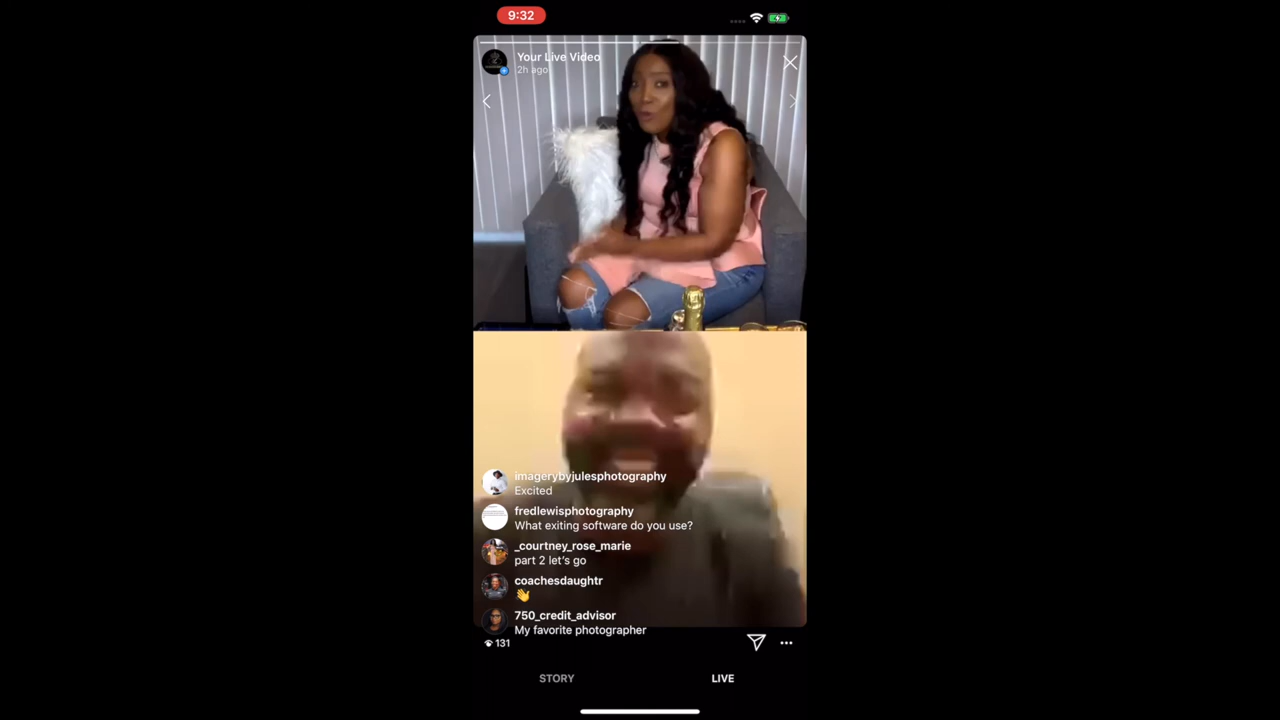 9:32
Your Live Video
2h ago
imagerybyjulesphotography
Excited
fredlewisphotography
What exiting software do you use?
_courtney_rose_marie
part 2 let's go
coachesdaughtr
👋
750_credit_advisor
My favorite photographer
131
STORY
LIVE